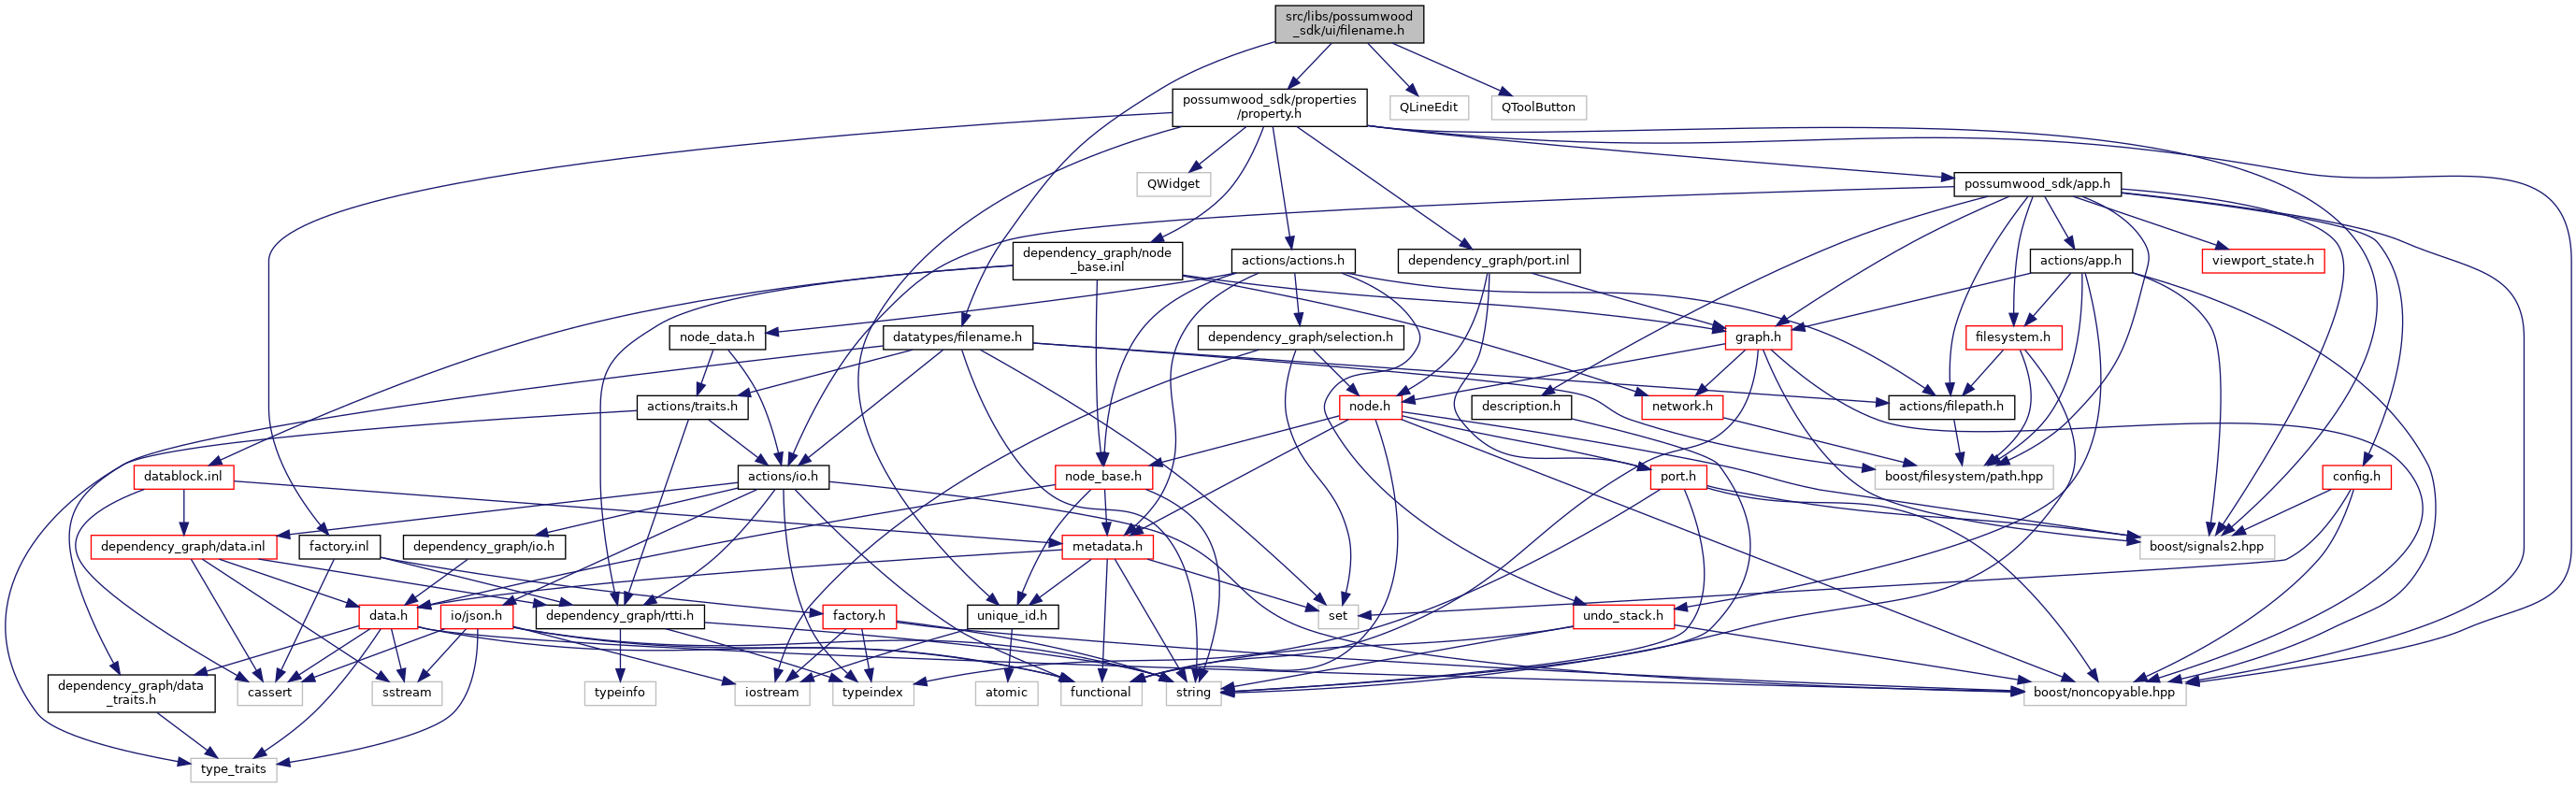 src/libs/possumwood
_sdk/ui/filename.h
possumwood_sdk/properties
/property.h
QLineEdit
QToolButton
QWidget
possumwood_sdk/app.h
dependency_graph/node
_base.inl
actions/actions.h
dependency_graph/port.inl
actions/app.h
viewport_state.h
node_data.h
datatypes/filename.h
dependency_graph/selection.h
graph.h
filesystem.h
actions/traits.h
node.h
description.h
network.h
actions/filepath.h
datablock.inl
actions/io.h
node_base.h
port.h
boost/filesystem/path.hpp
config.h
dependency_graph/data.inl
factory.inl
dependency_graph/io.h
metadata.h
boost/signals2.hpp
data.h
io/json.h
dependency_graph/rtti.h
factory.h
unique_id.h
set
undo_stack.h
dependency_graph/data
_traits.h
cassert
sstream
typeinfo
iostream
typeindex
atomic
functional
string
boost/noncopyable.hpp
type_traits